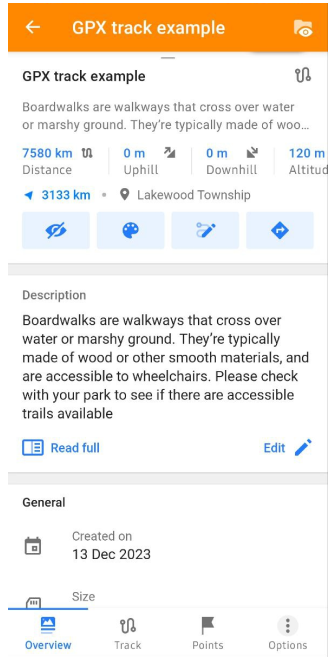 GPX track example
GPX track example
Boardwalks are walkways that cross over water
or marshy ground. They're typically made of woo...
7580 km 0 m 0 m 120 m
Distance Uphill Downhill Altitud
3133 km • Lakewood Township
Description
Boardwalks are walkways that cross over
water or marshy ground. They're typically
made of wood or other smooth materials, and
are accessible to wheelchairs. Please check
with your park to see if there are accessible
trails available
Read full Edit
General
Created on
13 Dec 2023
Size
Overview Track Points Options